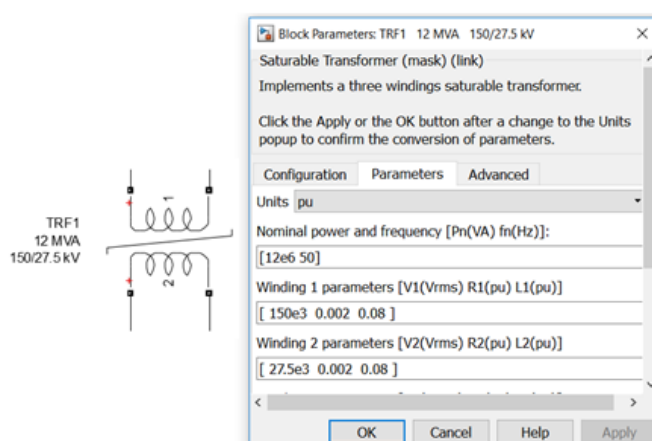 Block Parameters: TRF1 12 MVA 150/27.5 kV
Saturable Transformer (mask) (link)
Implements a three windings saturable transformer.
Click the Apply or the OK button after a change to the Units
popup to confirm the conversion of parameters.
Configuration Parameters Advanced
Units pu
Nominal power and frequency [Pn(VA) fn(Hz)]:
[12e6 50]
Winding 1 parameters [V1(Vrms) R1(pu) L1(pu)]
[ 150e3 0.002 0.08 ]
Winding 2 parameters [V2(Vrms) R2(pu) L2(pu)]
[ 27.5e3 0.002 0.08 ]
OK Cancel Help Apply
1
TRF1
12 MVA
150/27.5 kV
2